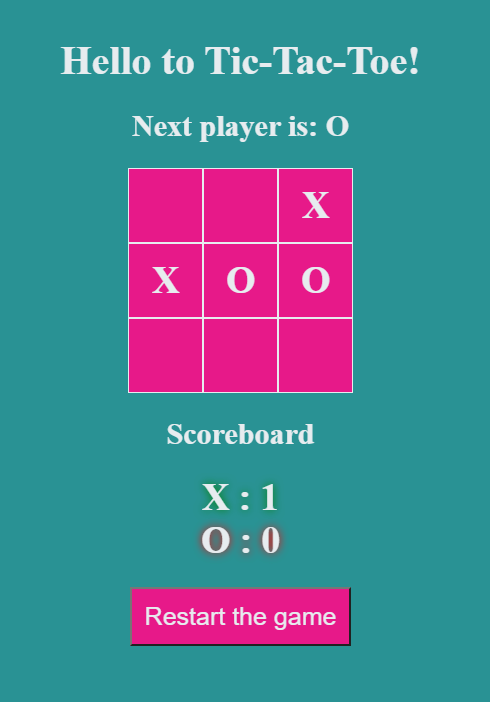 Hello to Tic-Tac-Toe!
Next player is: O
X
X O O
Scoreboard
X : 1
O : 0
Restart the game